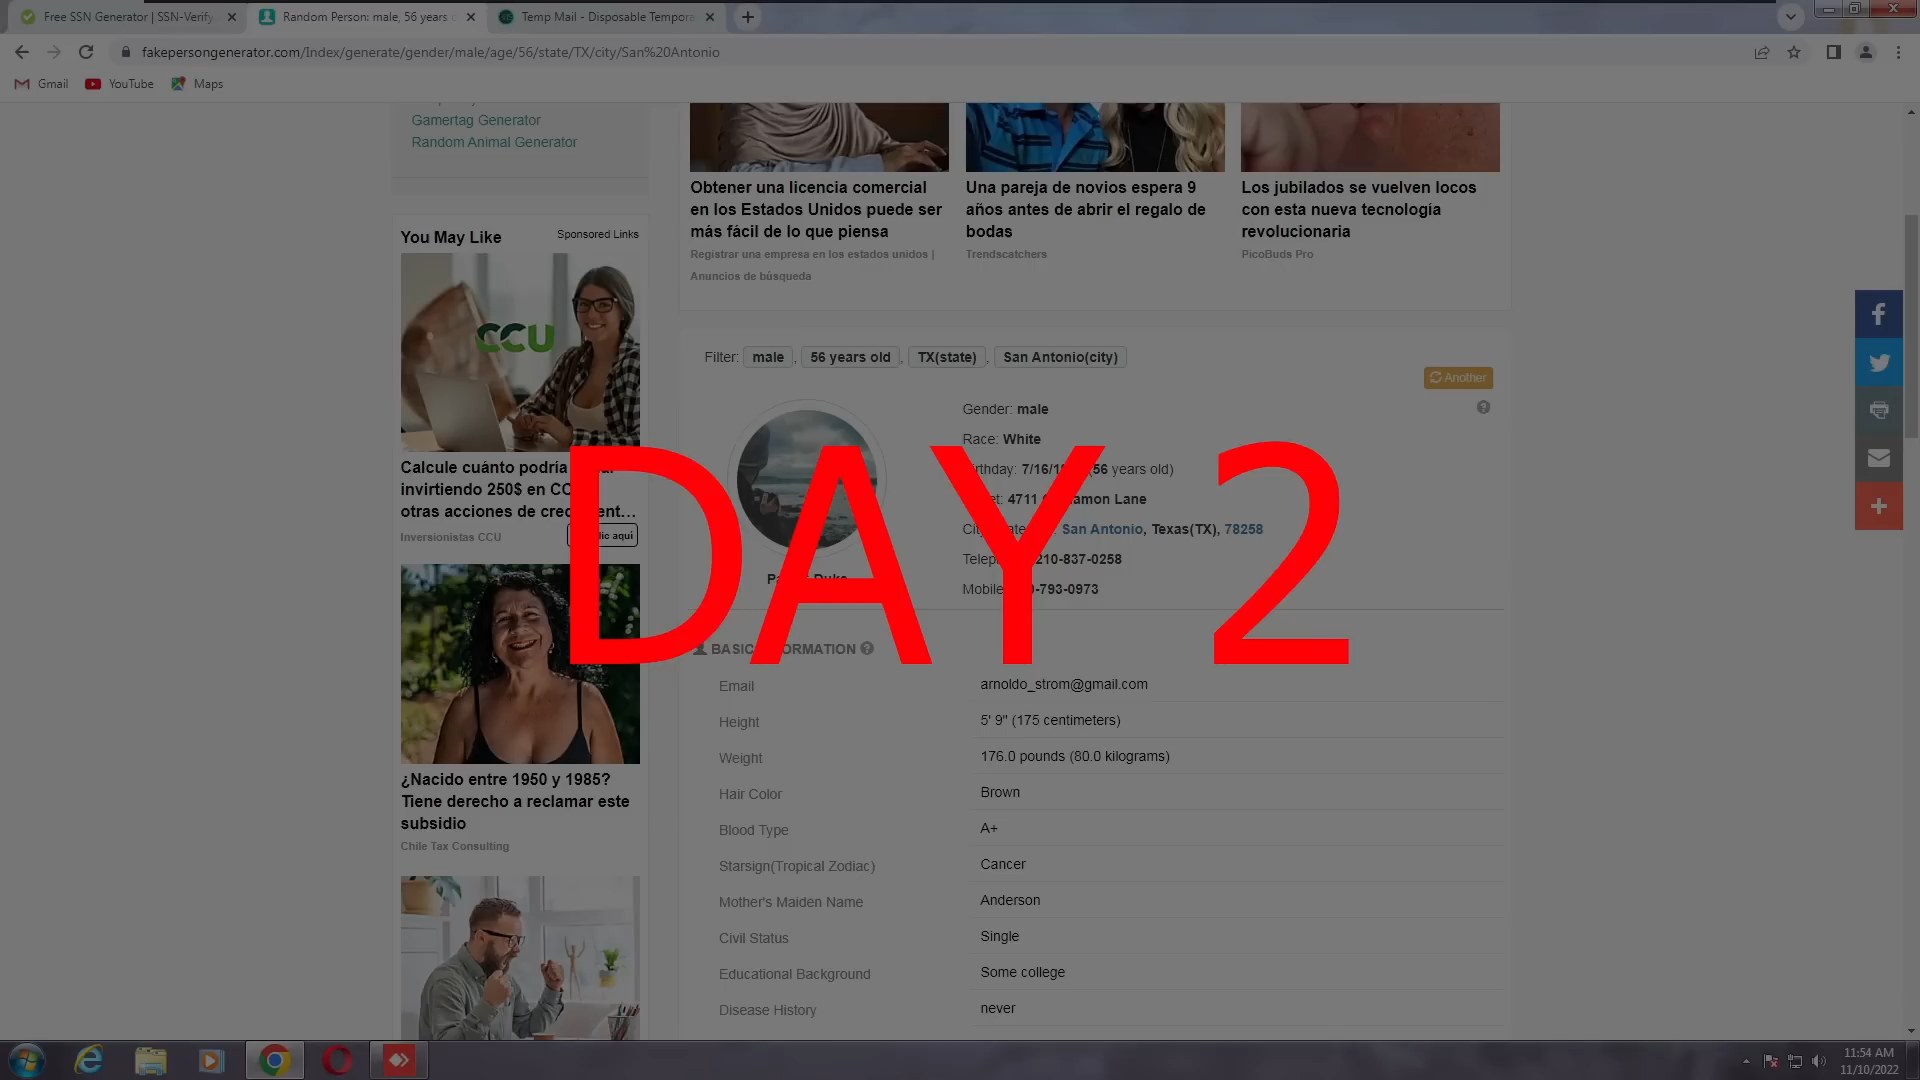 Free SSN Generator | SSN-Verify
Random Person: male, 56 years
Temp Mail - Disposable Tempora
fakepersongenerator.com/Index/generate/gender/male/age/56/state/TX/city/San%20Antonio
Gmail
YouTube
Maps
Gamertag Generator
Random Animal Generator
You May Like
Sponsored Links
CCU
Calcule cuánto podría
invirtiendo 250$ en
otras acciones de
Inversionistas CCU
aquí
¿Nacido entre 1950 y 1985?
Tiene derecho a reclamar este
subsidio
Chile Tax Consulting
Obtener una licencia comercial
en los Estados Unidos puede ser
más fácil de lo que piensa
Registrar una empresa en los estados unidos |
Anuncios de búsqueda
Una pareja de novios espera 9
años antes de abrir el regalo de
bodas
Trendscatchers
Los jubilados se vuelven locos
con esta nueva tecnología
revolucionaria
PicoBuds Pro
Filter: male, 56 years old, TX(state), San Antonio(city)
Another
Gender: male
Race: White
7/16/ (56 years old)
4711 Lane
San Antonio, Texas(TX), 78258
210-837-0258
Mobile -793-0973
DAY 2
BASIC INFORMATION
Email arnoldo_strom@gmail.com
Height 5' 9" (175 centimeters)
Weight 176.0 pounds (80.0 kilograms)
Hair Color Brown
Blood Type A+
Starsign(Tropical Zodiac) Cancer
Mother's Maiden Name Anderson
Civil Status Single
Educational Background Some college
Disease History never
11:54 AM
11/10/2022